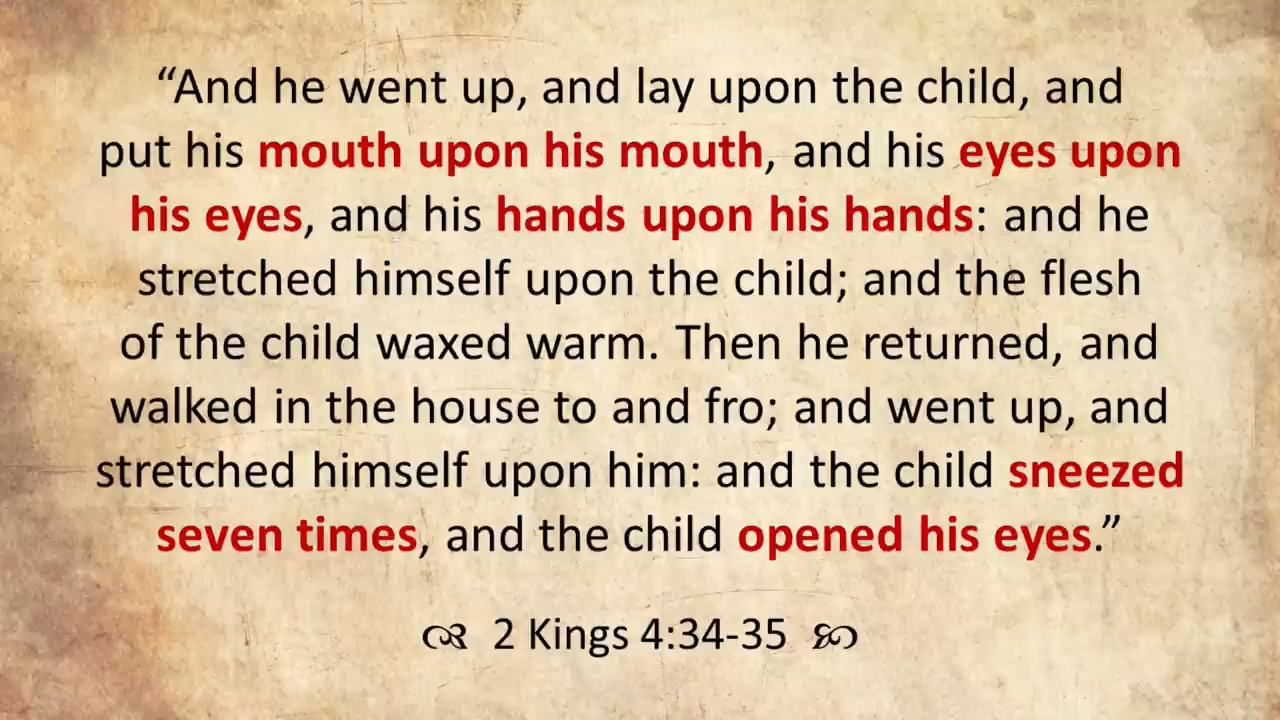 “And he went up, and lay upon the child, and
put his mouth upon his mouth, and his eyes upon
his eyes, and his hands upon his hands: and he
stretched himself upon the child; and the flesh
of the child waxed warm. Then he returned, and
walked in the house to and fro; and went up, and
stretched himself upon him: and the child sneezed
seven times, and the child opened his eyes.”
2 Kings 4:34-35